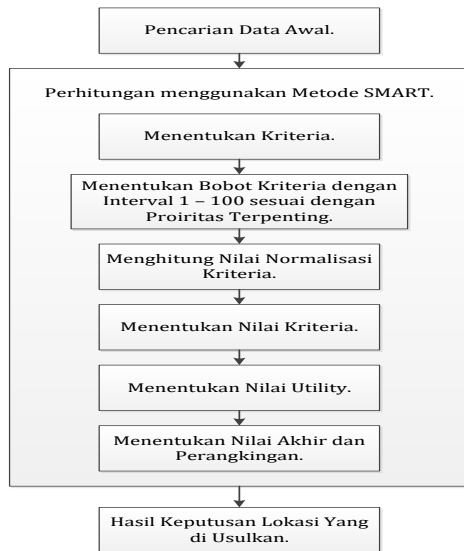 Pencarian Data Awal.
Perhitungan menggunakan Metode SMART.
Menentukan Kriteria.
Menentukan Bobot Kriteria dengan
Interval 1 – 100 sesuai dengan
Proiritas Terpenting.
Menghitung Nilai Normalisasi
Kriteria.
Menentukan Nilai Kriteria.
Menentukan Nilai Utility.
Menentukan Nilai Akhir dan
Perangkingan.
Hasil Keputusan Lokasi Yang
di Usulkan.